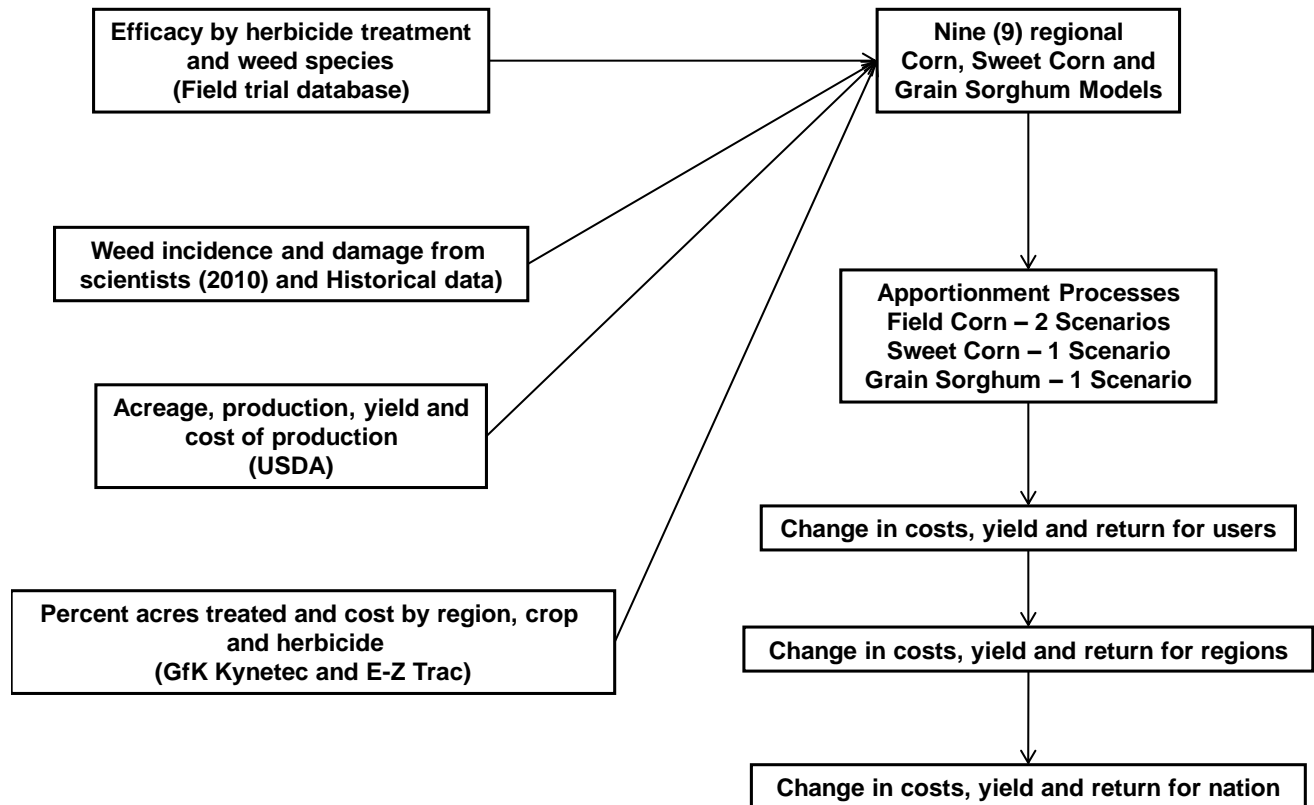 Efficacy by herbicide treatment
and weed species
(Field trial database)
Nine (9) regional
Corn, Sweet Corn and
Grain Sorghum Models
Weed incidence and damage from
scientists (2010) and Historical data)
Apportionment Processes
Field Corn – 2 Scenarios
Sweet Corn – 1 Scenario
Grain Sorghum – 1 Scenario
Acreage, production, yield and
cost of production
(USDA)
Change in costs, yield and return for users
Percent acres treated and cost by region, crop
and herbicide
(GfK Kynetec and E-Z Trac)
Change in costs, yield and return for regions
Change in costs, yield and return for nation